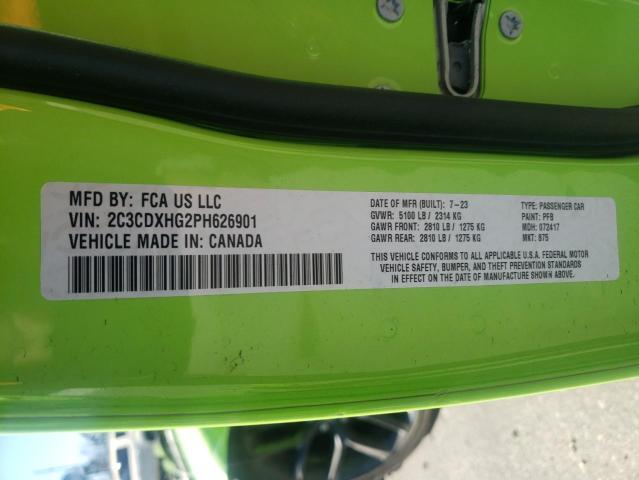 MFD BY: FCA US LLC
VIN: 2C3CDXHG2PH626901
VEHICLE MADE IN: CANADA
DATE OF MFR (BUILT): 7-23
GVWR: 5100 LB / 2314 KG
GAWR FRONT: 2810 LB / 1275 KG
GAWR REAR: 2810 LB / 1275 KG
TYPE: PASSENGER CAR
PAINT: PFB
MDH: 072417
MKT: 875
THIS VEHICLE CONFORMS TO ALL APPLICABLE U.S.A. FEDERAL MOTOR
VEHICLE SAFETY, BUMPER, AND THEFT PREVENTION STANDARDS
IN EFFECT ON THE DATE OF MANUFACTURE SHOWN ABOVE.